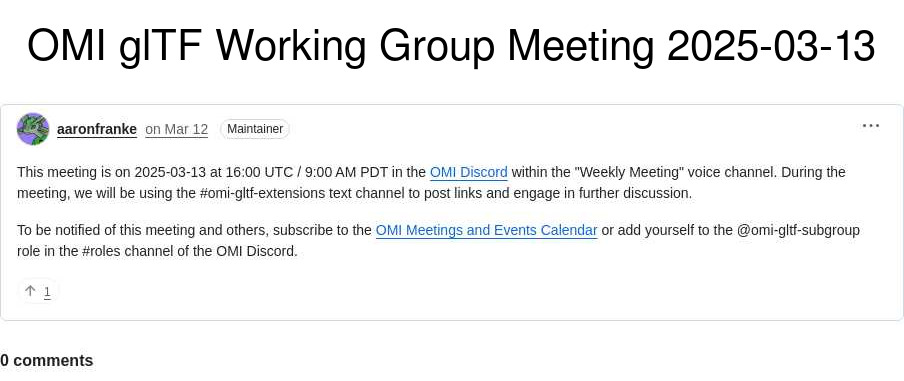 OMI glTF Working Group Meeting 2025-03-13
aaronfranke on Mar 12 Maintainer
This meeting is on 2025-03-13 at 16:00 UTC / 9:00 AM PDT in the OMI Discord within the "Weekly Meeting" voice channel. During the
meeting, we will be using the #omi-gltf-extensions text channel to post links and engage in further discussion.
To be notified of this meeting and others, subscribe to the OMI Meetings and Events Calendar or add yourself to the @omi-gltf-subgroup
role in the #roles channel of the OMI Discord.
↑ 1
0 comments